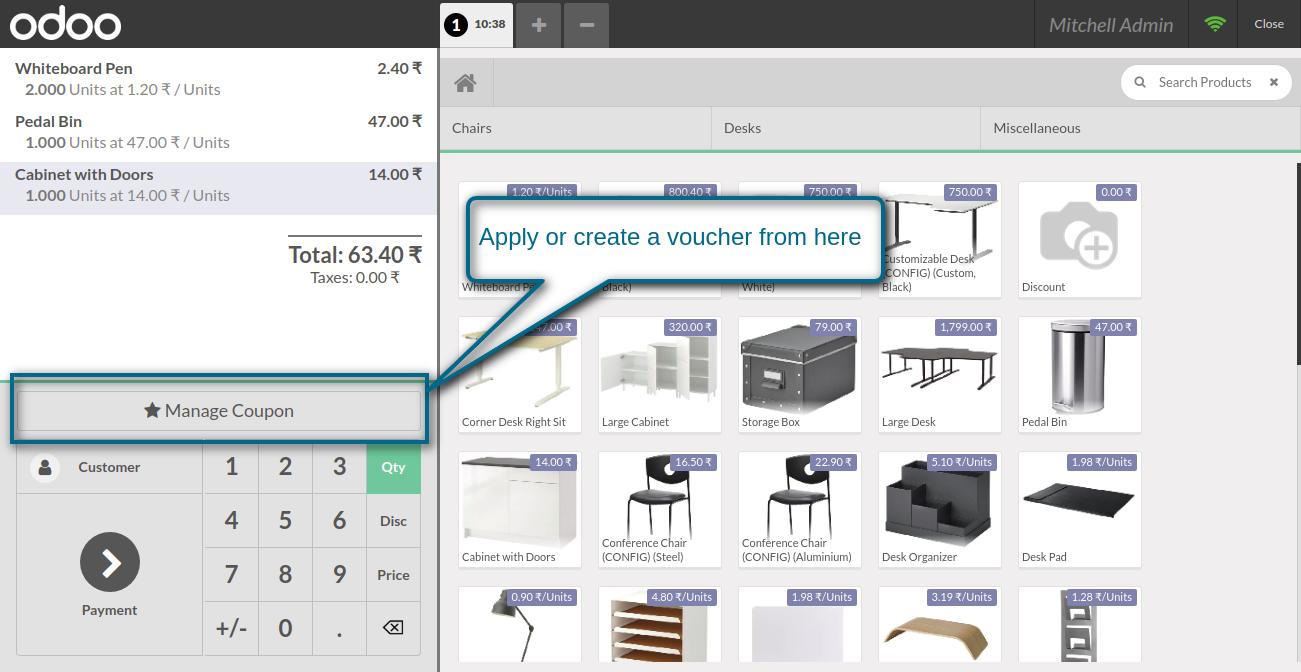 odoo
1 10:38 + −
Mitchell Admin
Close
Whiteboard Pen 2.40 ₹
2.000 Units at 1.20 ₹ / Units
Pedal Bin 47.00 ₹
1.000 Units at 47.00 ₹ / Units
Cabinet with Doors 14.00 ₹
1.000 Units at 14.00 ₹ / Units
Total: 63.40 ₹
Taxes: 0.00 ₹
Manage Coupon
Customer
Payment
1 2 3 Qty
4 5 6 Disc
7 8 9 Price
+/- 0 .
Search Products
Chairs Desks Miscellaneous
Apply or create a voucher from here
1.20 ₹/Units
Whiteboard
800.40 ₹
Black)
750.00 ₹
White)
750.00 ₹
Customizable Desk
(CONFIG) (Custom,
Black)
0.00 ₹
Discount
47.00 ₹
Corner Desk Right Sit
320.00 ₹
Large Cabinet
79.00 ₹
Storage Box
1,799.00 ₹
Large Desk
47.00 ₹
Pedal Bin
14.00 ₹
Cabinet with Doors
16.50 ₹
Conference Chair
(CONFIG) (Steel)
22.90 ₹
Conference Chair
(CONFIG) (Aluminium)
5.10 ₹/Units
Desk Organizer
1.98 ₹/Units
Desk Pad
0.90 ₹/Units
4.80 ₹/Units
1.98 ₹/Units
3.19 ₹/Units
1.28 ₹/Units